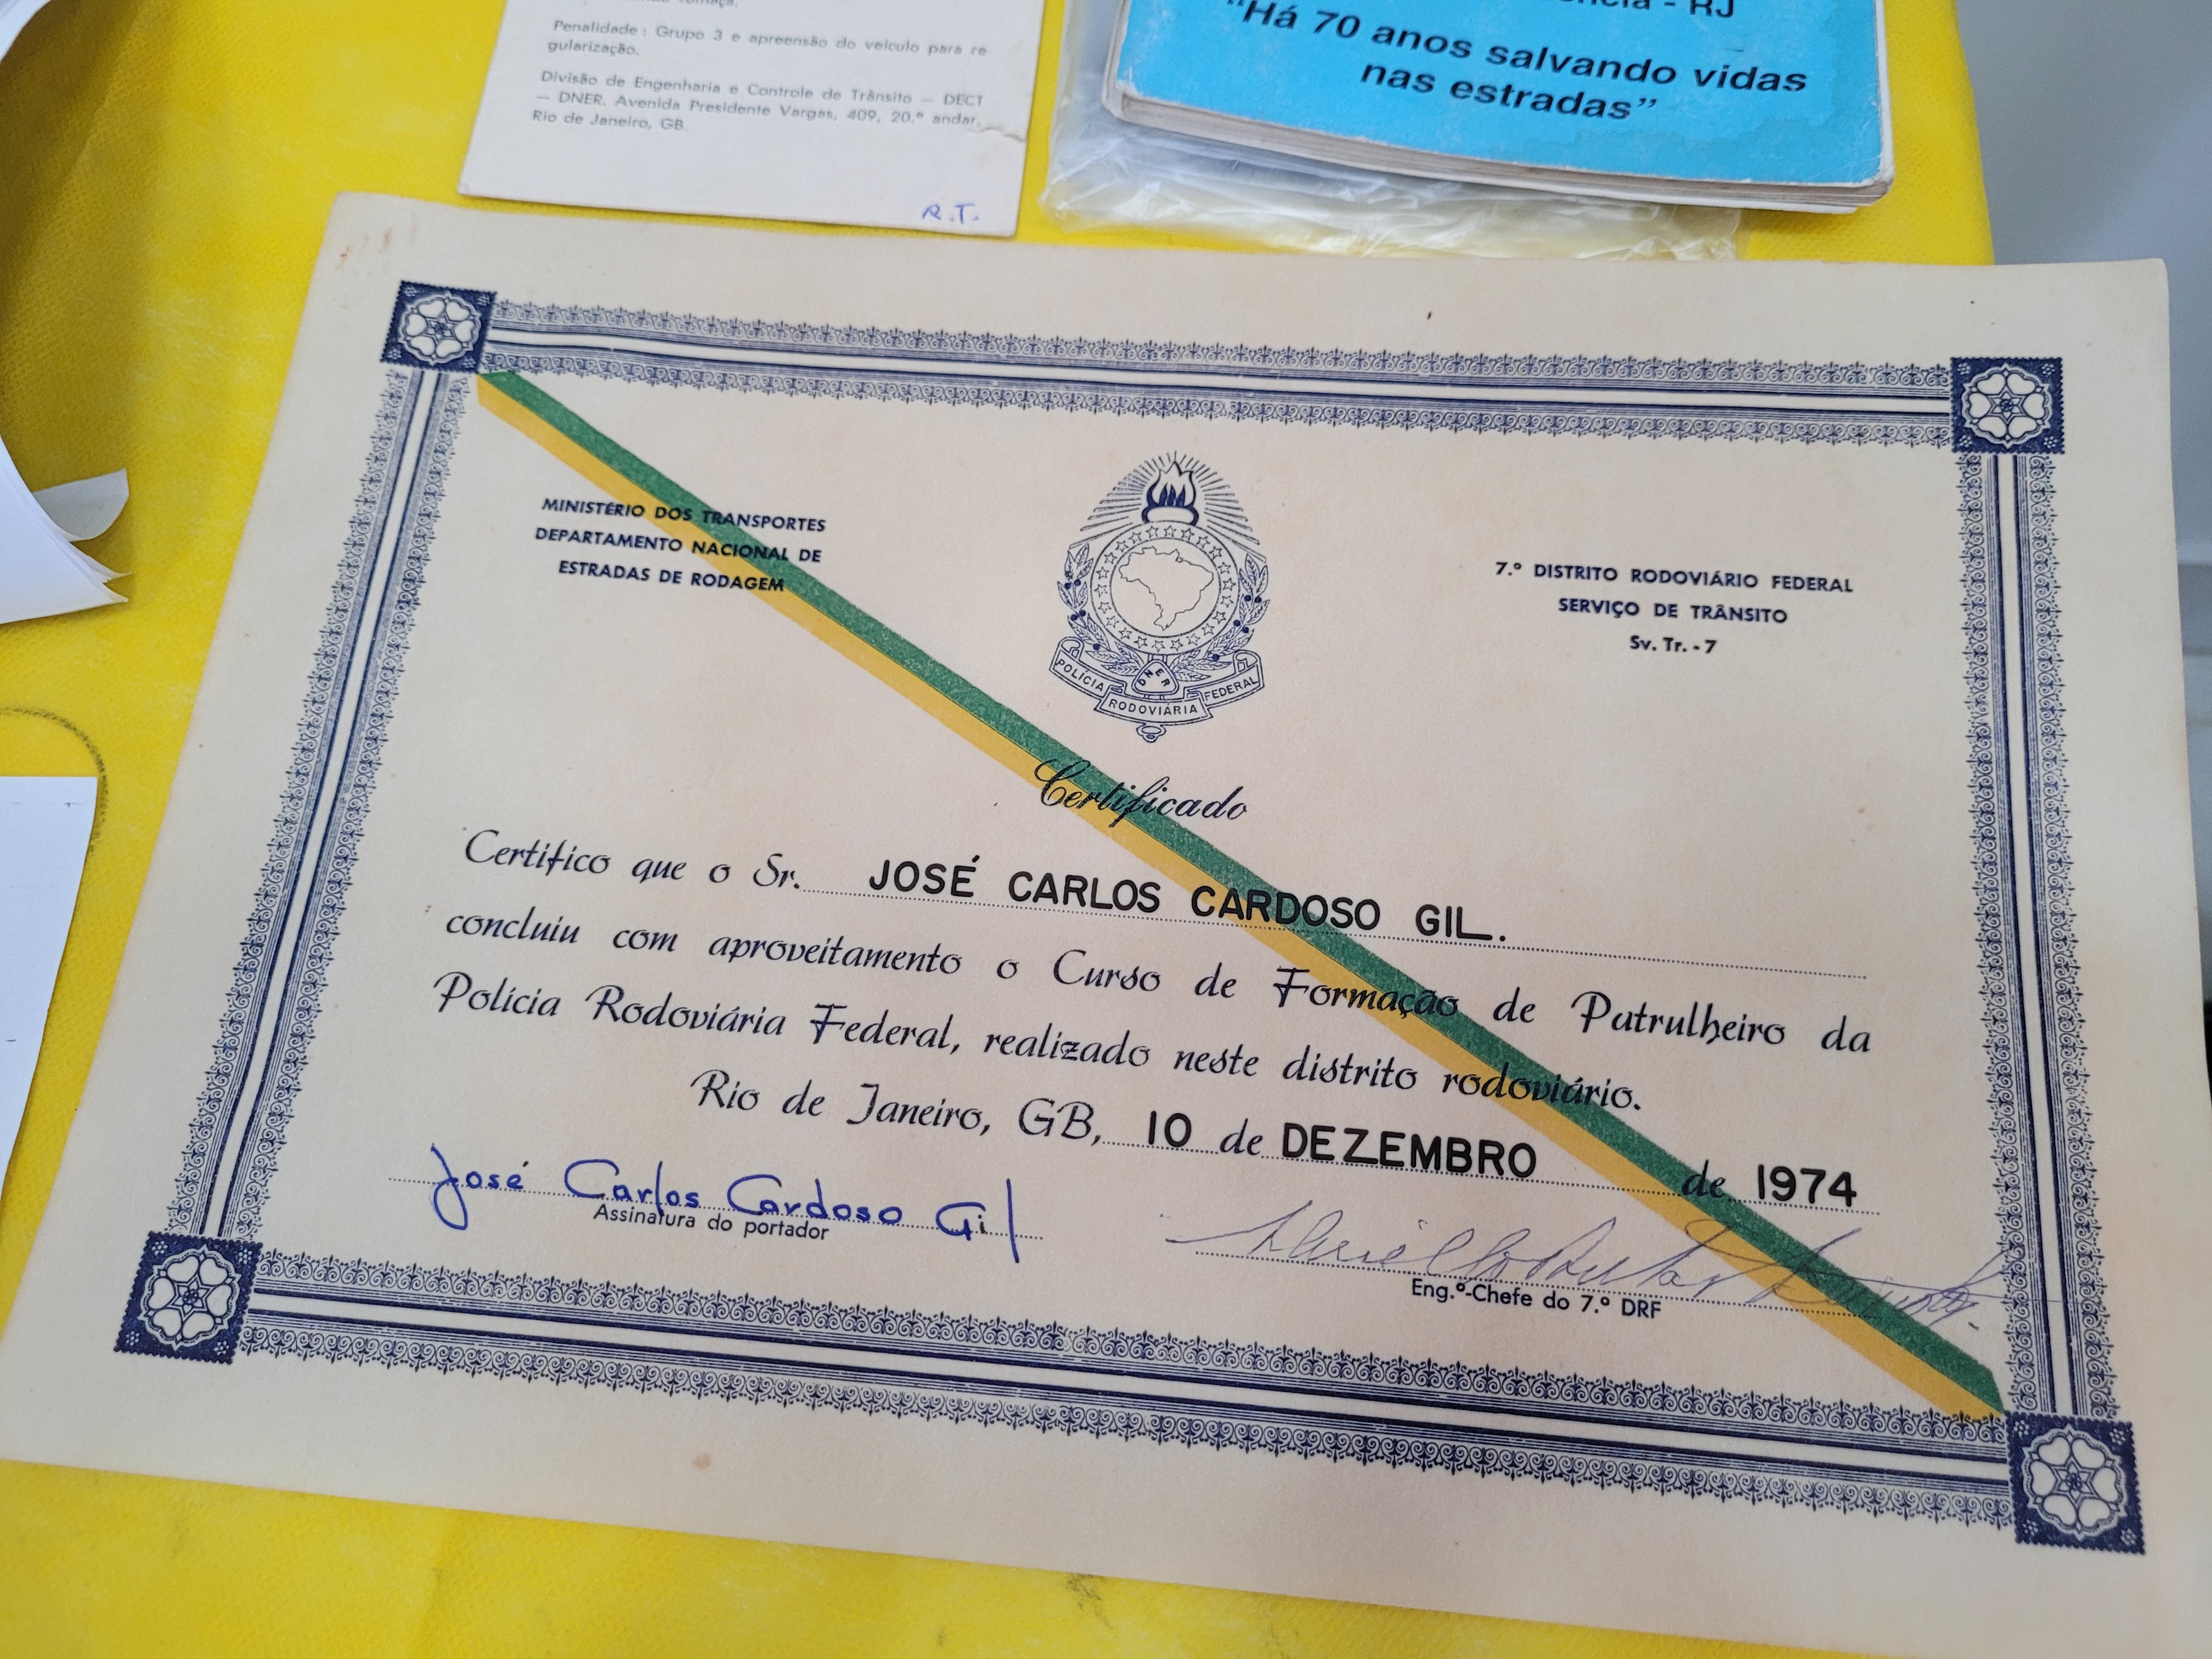 Penalidade: Grupo 3 e apreensão do veículo para re-
gularização.
Divisão de Engenharia e Controle de Trânsito — DECT
— DNER. Avenida Presidente Vargas, 409, 20.º andar,
Rio de Janeiro, GB.
R.T.
- RJ
"Há 70 anos salvando vidas
nas estradas"
MINISTÉRIO DOS TRANSPORTES
DEPARTAMENTO NACIONAL DE
ESTRADAS DE RODAGEM
DNER
POLÍCIA RODOVIÁRIA FEDERAL
7.º DISTRITO RODOVIÁRIO FEDERAL
SERVIÇO DE TRÂNSITO
Sv. Tr. - 7
Certificado
Certifico que o Sr. JOSÉ CARLOS CARDOSO GIL.
concluiu com aproveitamento o Curso de Formação de Patrulheiro da
Polícia Rodoviária Federal, realizado neste distrito rodoviário.
Rio de Janeiro, GB, 10 de DEZEMBRO de 1974
José Carlos Cardoso Gil
Assinatura do portador
Eng.º-Chefe do 7.º DRF